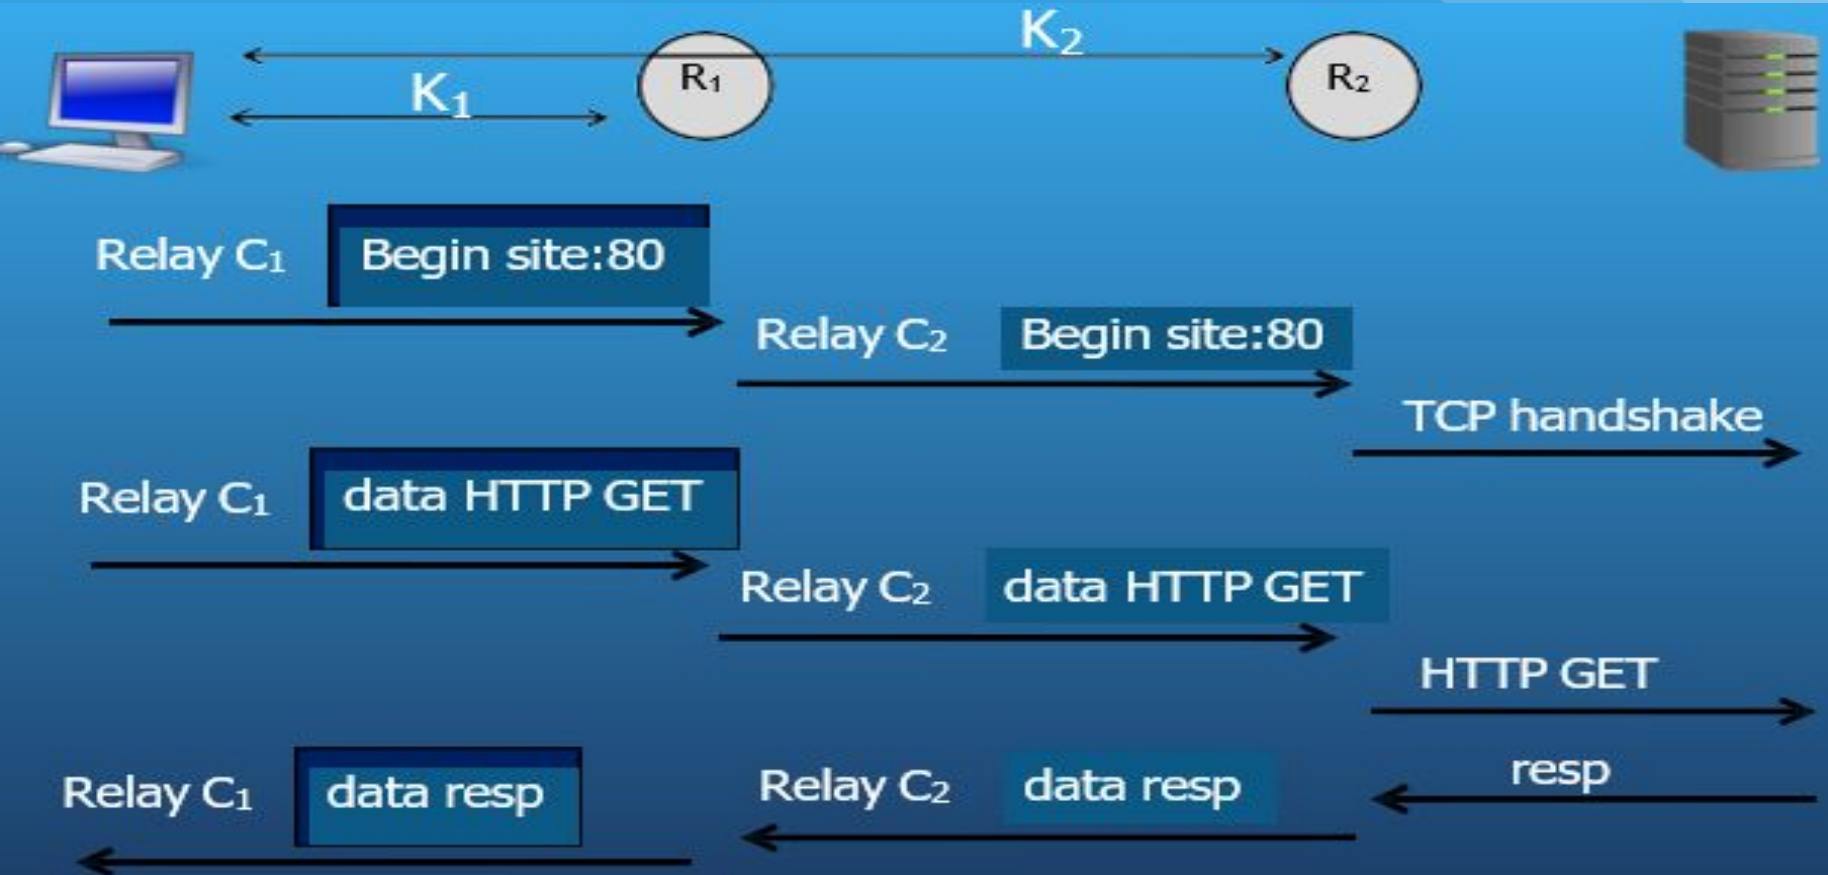 K₂
R₁
R₂
K₁
Relay C₁ Begin site:80
Relay C₂ Begin site:80
TCP handshake
Relay C₁ data HTTP GET
Relay C₂ data HTTP GET
HTTP GET
resp
Relay C₂ data resp
Relay C₁ data resp